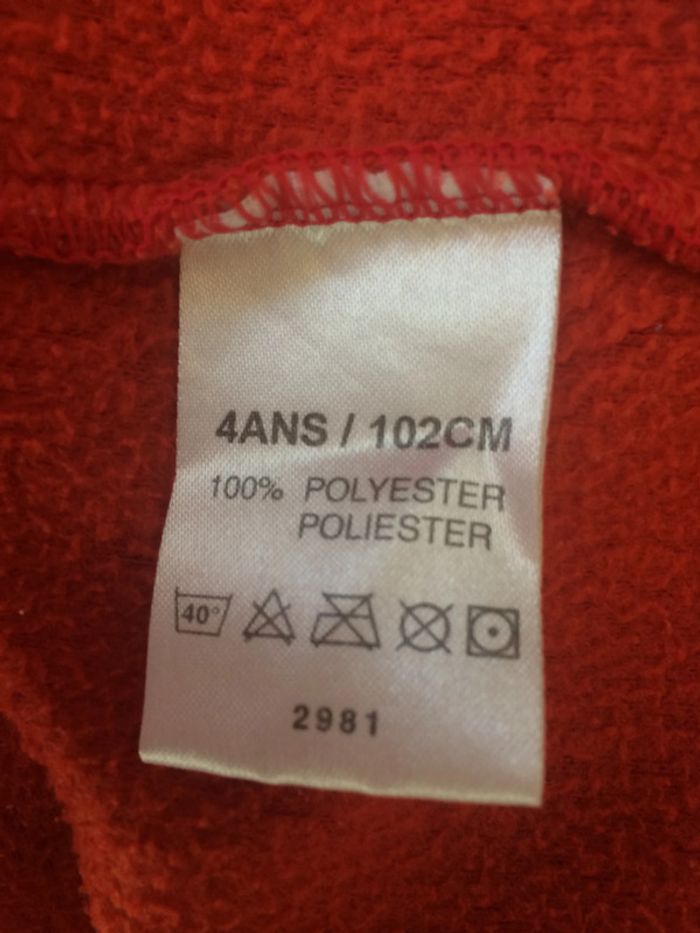 4ANS / 102CM
100% POLYESTER
POLIESTER
40°
2981